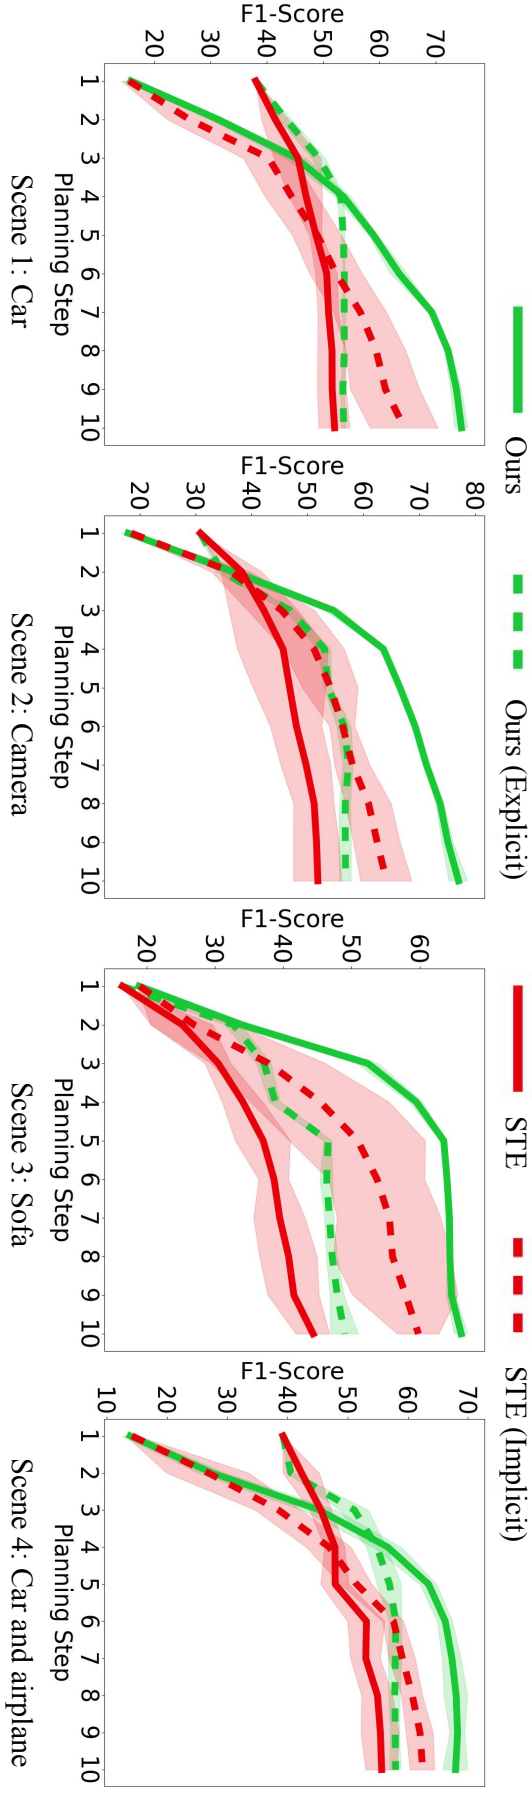 Ours
Ours (Explicit)
STE
STE (Implicit)
F1-Score
20 30 40 50 60 70
1 2 3 4 5 6 7 8 9 10
Planning Step
Scene 1: Car
F1-Score
20 30 40 50 60 70 80
1 2 3 4 5 6 7 8 9 10
Planning Step
Scene 2: Camera
F1-Score
20 30 40 50 60
1 2 3 4 5 6 7 8 9 10
Planning Step
Scene 3: Sofa
F1-Score
10 20 30 40 50 60 70
1 2 3 4 5 6 7 8 9 10
Planning Step
Scene 4: Car and airplane